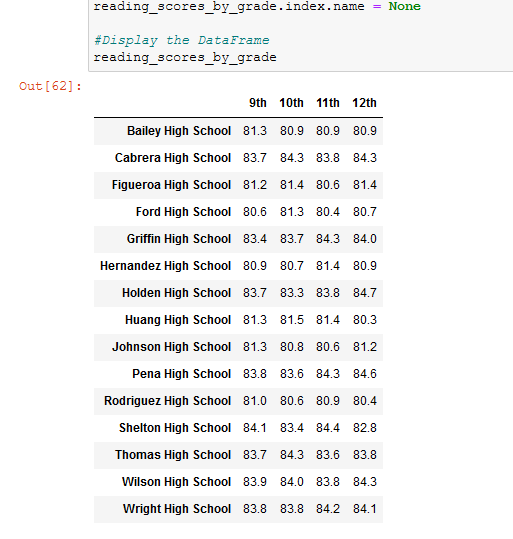 reading_scores_by_grade.index.name = None
#Display the DataFrame
reading_scores_by_grade
Out[62]:
9th 10th 11th 12th
Bailey High School 81.3 80.9 80.9 80.9
Cabrera High School 83.7 84.3 83.8 84.3
Figueroa High School 81.2 81.4 80.6 81.4
Ford High School 80.6 81.3 80.4 80.7
Griffin High School 83.4 83.7 84.3 84.0
Hernandez High School 80.9 80.7 81.4 80.9
Holden High School 83.7 83.3 83.8 84.7
Huang High School 81.3 81.5 81.4 80.3
Johnson High School 81.3 80.8 80.6 81.2
Pena High School 83.8 83.6 84.3 84.6
Rodriguez High School 81.0 80.6 80.9 80.4
Shelton High School 84.1 83.4 84.4 82.8
Thomas High School 83.7 84.3 83.6 83.8
Wilson High School 83.9 84.0 83.8 84.3
Wright High School 83.8 83.8 84.2 84.1